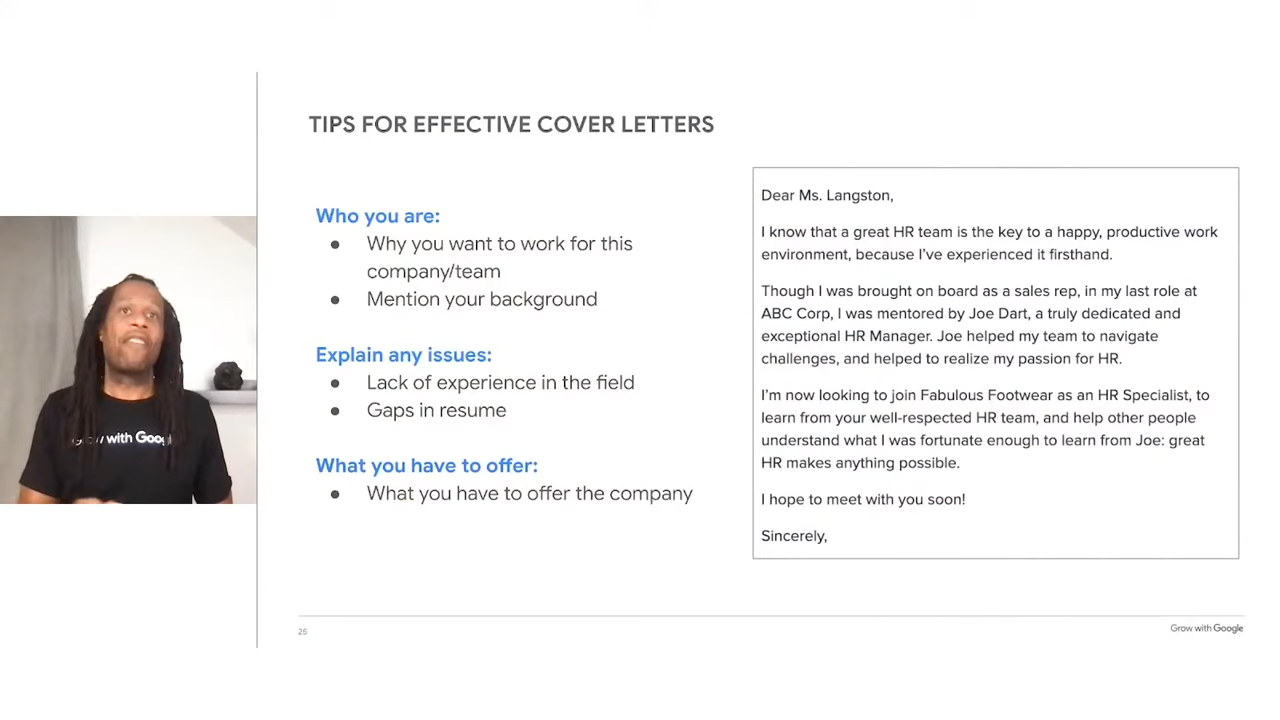 TIPS FOR EFFECTIVE COVER LETTERS
Who you are:
● Why you want to work for this
company/team
● Mention your background
Explain any issues:
● Lack of experience in the field
● Gaps in resume
What you have to offer:
● What you have to offer the company
Dear Ms. Langston,
I know that a great HR team is the key to a happy, productive work
environment, because I've experienced it firsthand.
Though I was brought on board as a sales rep, in my last role at
ABC Corp, I was mentored by Joe Dart, a truly dedicated and
exceptional HR Manager. Joe helped my team to navigate
challenges, and helped to realize my passion for HR.
I'm now looking to join Fabulous Footwear as an HR Specialist, to
learn from your well-respected HR team, and help other people
understand what I was fortunate enough to learn from Joe: great
HR makes anything possible.
I hope to meet with you soon!
Sincerely,
with Googl
25
Grow with Google